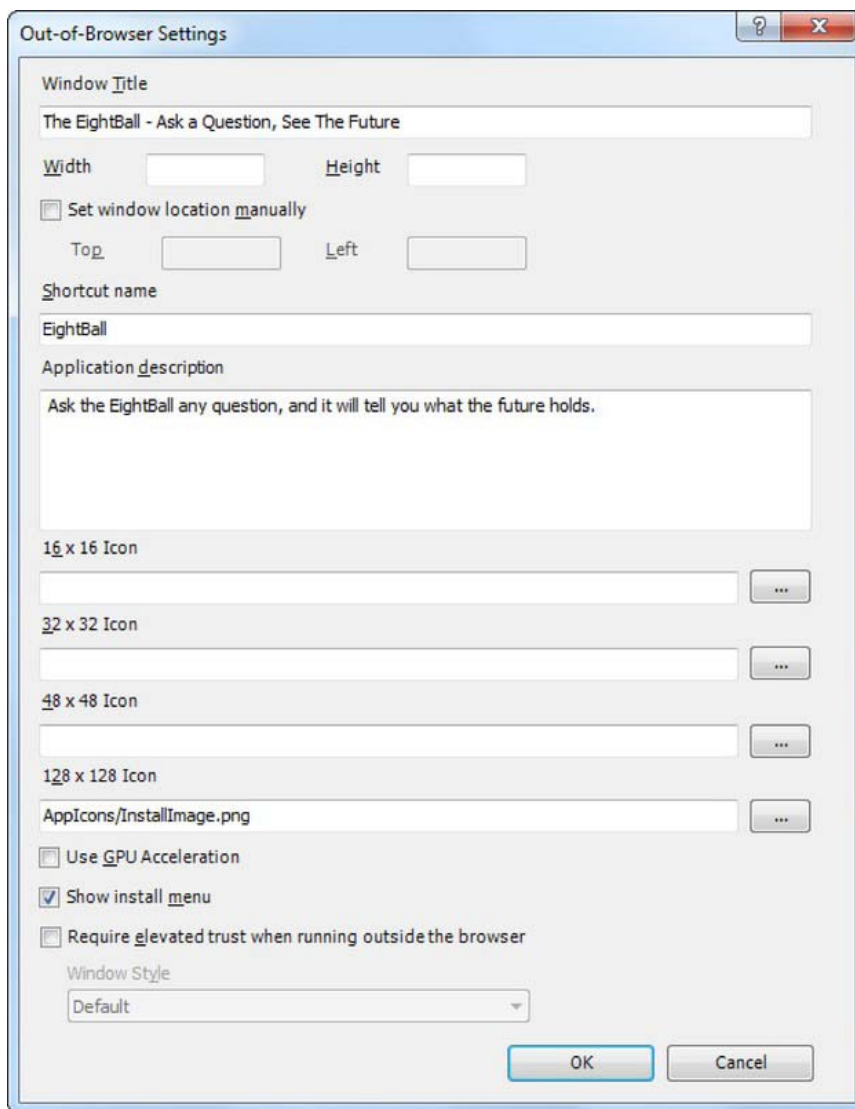 Out-of-Browser Settings
Window Title
The EightBall - Ask a Question, See The Future
Width Height
Set window location manually
Top Left
Shortcut name
EightBall
Application description
Ask the EightBall any question, and it will tell you what the future holds.
16 x 16 Icon
...
32 x 32 Icon
...
48 x 48 Icon
...
128 x 128 Icon
AppIcons/InstallImage.png ...
Use GPU Acceleration
Show install menu
Require elevated trust when running outside the browser
Window Style
Default
OK Cancel